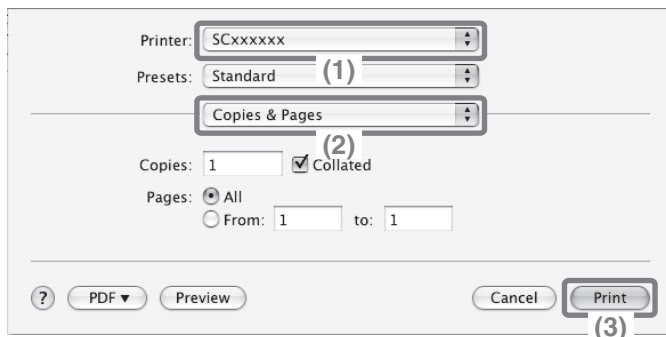 Printer: SCxxxxxx
(1)
Presets: Standard
Copies & Pages
(2)
Copies: 1 Collated
Pages: All
From: 1 to: 1
? PDF▼ Preview Cancel Print
(3)